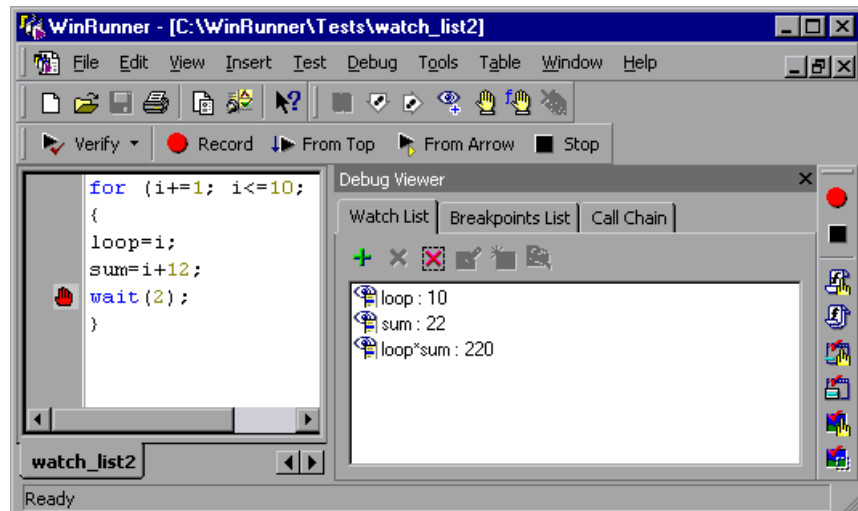 WinRunner - [C:\WinRunner\Tests\watch_list2]
File Edit View Insert Test Debug Tools Table Window Help
Verify Record From Top From Arrow Stop
for (i+=1; i<=10;
{
loop=i;
sum=i+12;
wait(2);
}
watch_list2
Debug Viewer
Watch List Breakpoints List Call Chain
loop : 10
sum : 22
loop*sum : 220
Ready